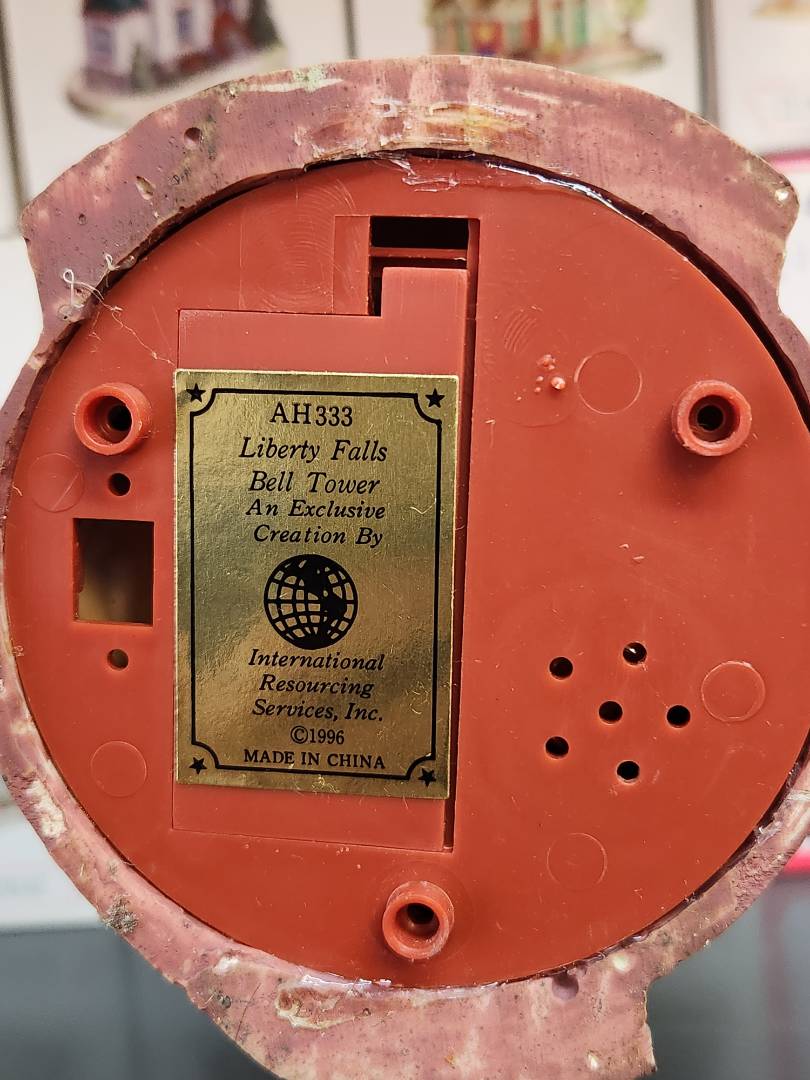 AH333
Liberty Falls
Bell Tower
An Exclusive
Creation By
International
Resourcing
Services, Inc.
©1996
MADE IN CHINA